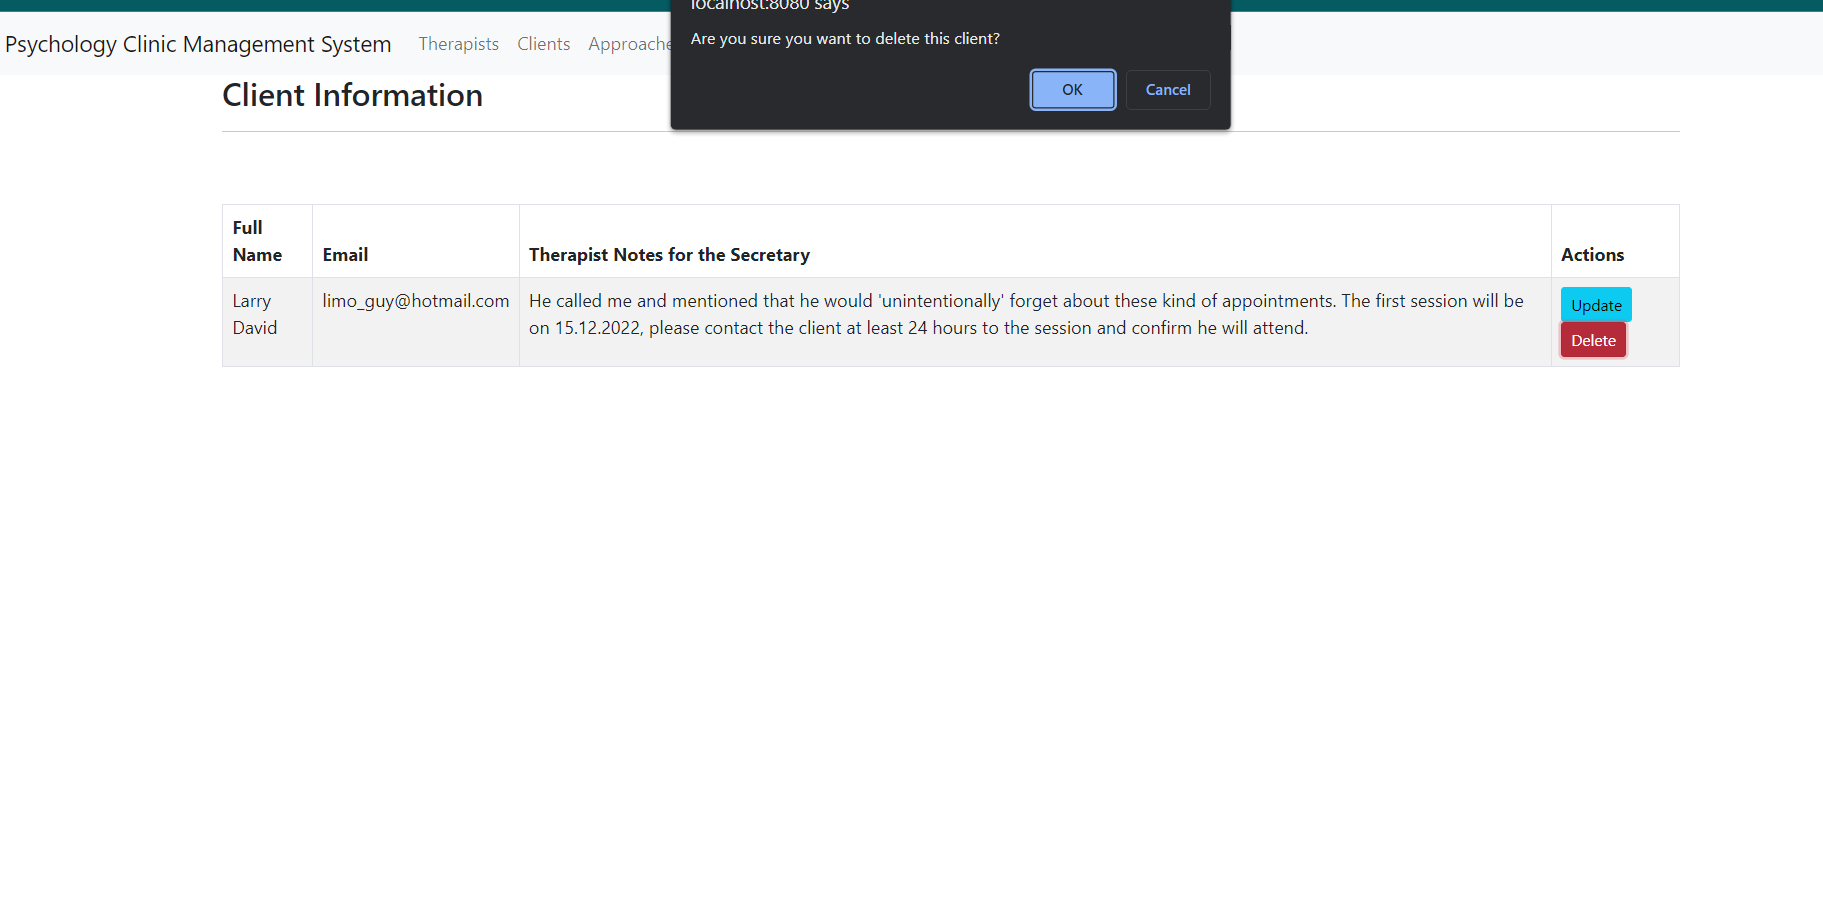 localhost:8080 says
Are you sure you want to delete this client?
OK Cancel
Psychology Clinic Management System Therapists Clients Approache
Client Information
Full Name
Email
Therapist Notes for the Secretary
Actions
Larry David
limo_guy@hotmail.com
He called me and mentioned that he would 'unintentionally' forget about these kind of appointments. The first session will be
on 15.12.2022, please contact the client at least 24 hours to the session and confirm he will attend.
Update
Delete